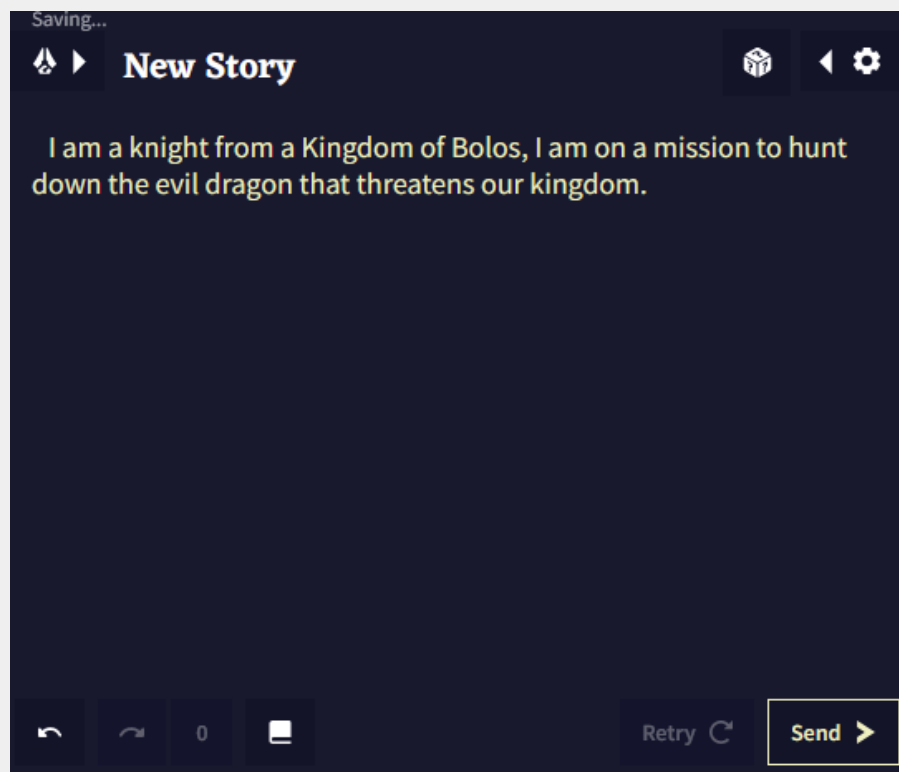 Saving...
New Story
I am a knight from a Kingdom of Bolos, I am on a mission to hunt
down the evil dragon that threatens our kingdom.
0
Retry
Send